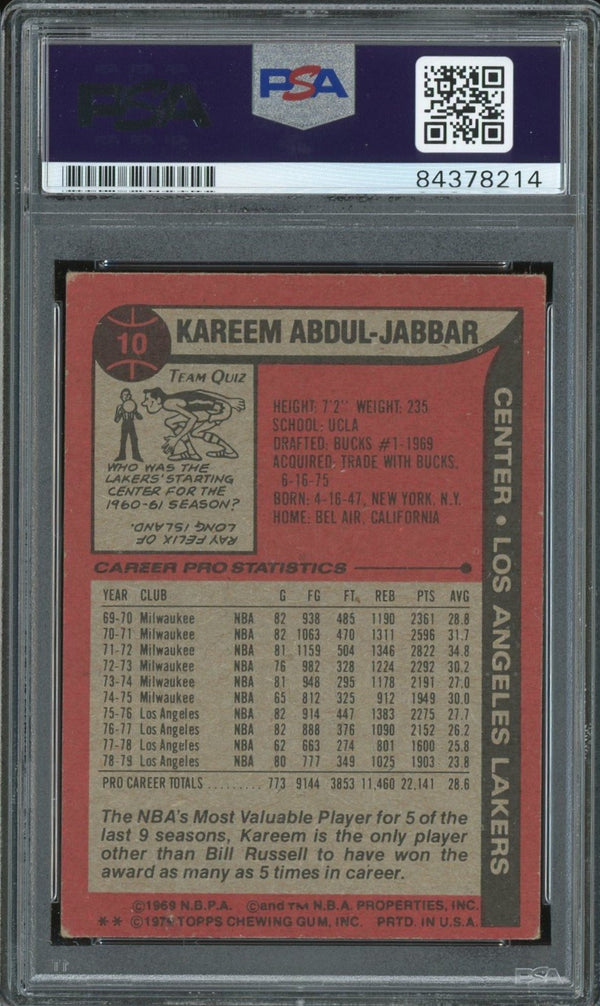 PSA
PSA
84378214
10
KAREEM ABDUL-JABBAR
CENTER • LOS ANGELES LAKERS
TEAM QUIZ
WHO WAS THE
LAKERS' STARTING
CENTER FOR THE
1960-61 SEASON?
RAY FELIX OF
LONG ISLAND.
HEIGHT: 7'2" WEIGHT: 235
SCHOOL: UCLA
DRAFTED: BUCKS #1-1969
ACQUIRED: TRADE WITH BUCKS,
6-16-75
BORN: 4-16-47, NEW YORK, N.Y.
HOME: BEL AIR, CALIFORNIA
CAREER PRO STATISTICS
YEAR CLUB G FG FT. REB PTS AVG
69-70 Milwaukee NBA 82 938 485 1190 2361 28.8
70-71 Milwaukee NBA 82 1063 470 1311 2596 31.7
71-72 Milwaukee NBA 81 1159 504 1346 2822 34.8
72-73 Milwaukee NBA 76 982 328 1224 2292 30.2
73-74 Milwaukee NBA 81 948 295 1178 2191 27.0
74-75 Milwaukee NBA 65 812 325 912 1949 30.0
75-76 Los Angeles NBA 82 914 447 1383 2275 27.7
76-77 Los Angeles NBA 82 888 376 1090 2152 26.2
77-78 Los Angeles NBA 62 663 274 801 1600 25.8
78-79 Los Angeles NBA 80 777 349 1025 1903 23.8
PRO CAREER TOTALS ......... 773 9144 3853 11,460 22,141 28.6
The NBA's Most Valuable Player for 5 of the
last 9 seasons, Kareem is the only player
other than Bill Russell to have won the
award as many as 5 times in career.
©1969 N.B.P.A. ©and TM N.B.A. PROPERTIES, INC.
** ©1979 TOPPS CHEWING GUM, INC. PRTD. IN U.S.A.
PSA